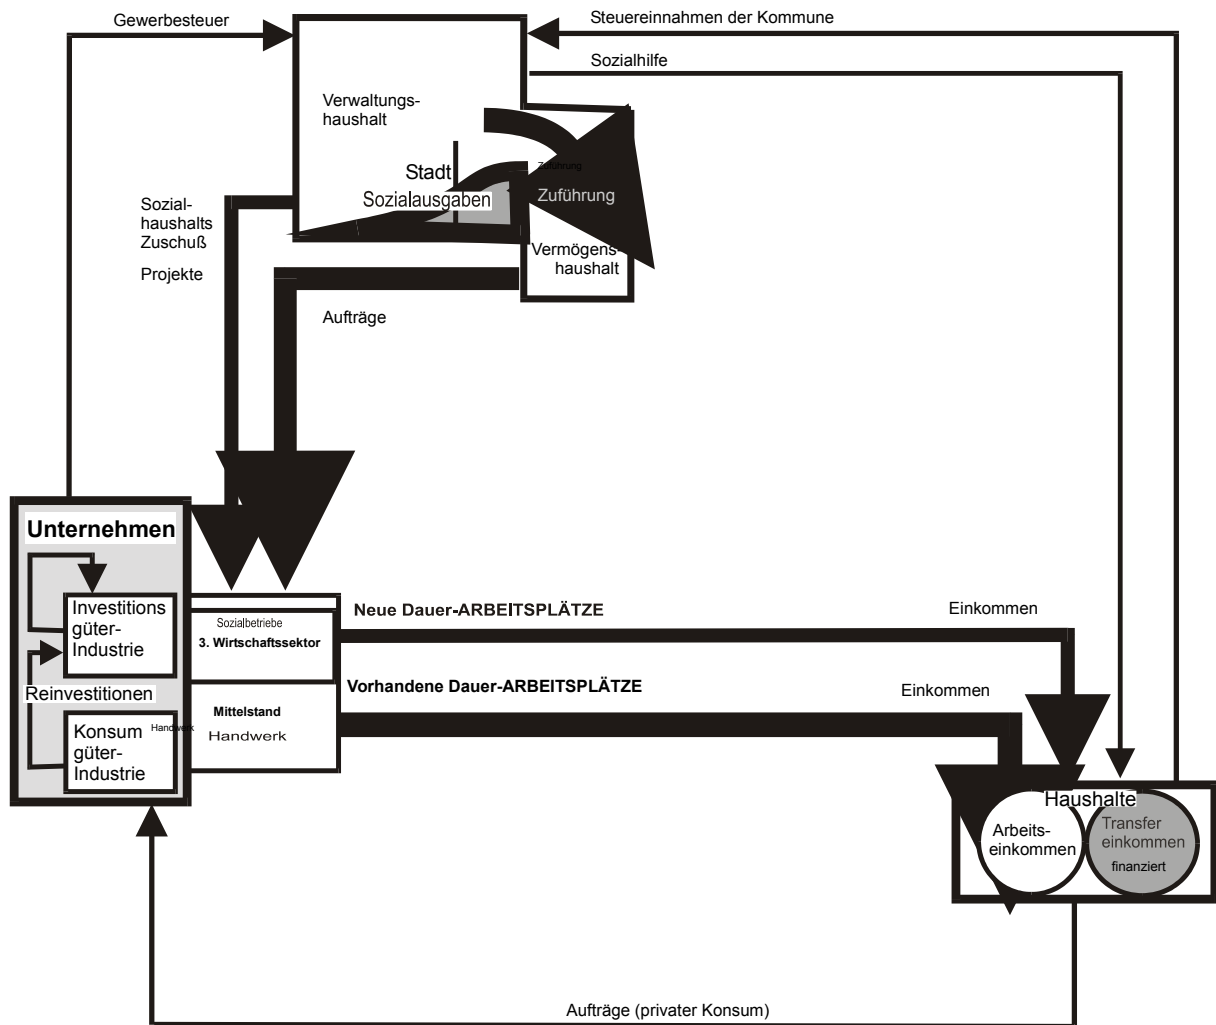 Gewerbesteuer
Steuereinnahmen der Kommune
Sozialhilfe
Verwaltungs-
haushalt
Zuführung
Stadt
Sozialausgaben
Zuführung
Sozial-
haushalts
Zuschuß
Projekte
Vermögens-
haushalt
Aufträge
Unternehmen
Investitions
güter-
Industrie
Reinvestitionen
Konsum
güter-
Industrie
Handwerk
Sozialbetriebe
3. Wirtschaftssektor
Mittelstand
Handwerk
Neue Dauer-ARBEITSPLÄTZE
Einkommen
Vorhandene Dauer-ARBEITSPLÄTZE
Einkommen
Haushalte
Arbeits-
einkommen
Transfer
einkommen
finanziert
Aufträge (privater Konsum)